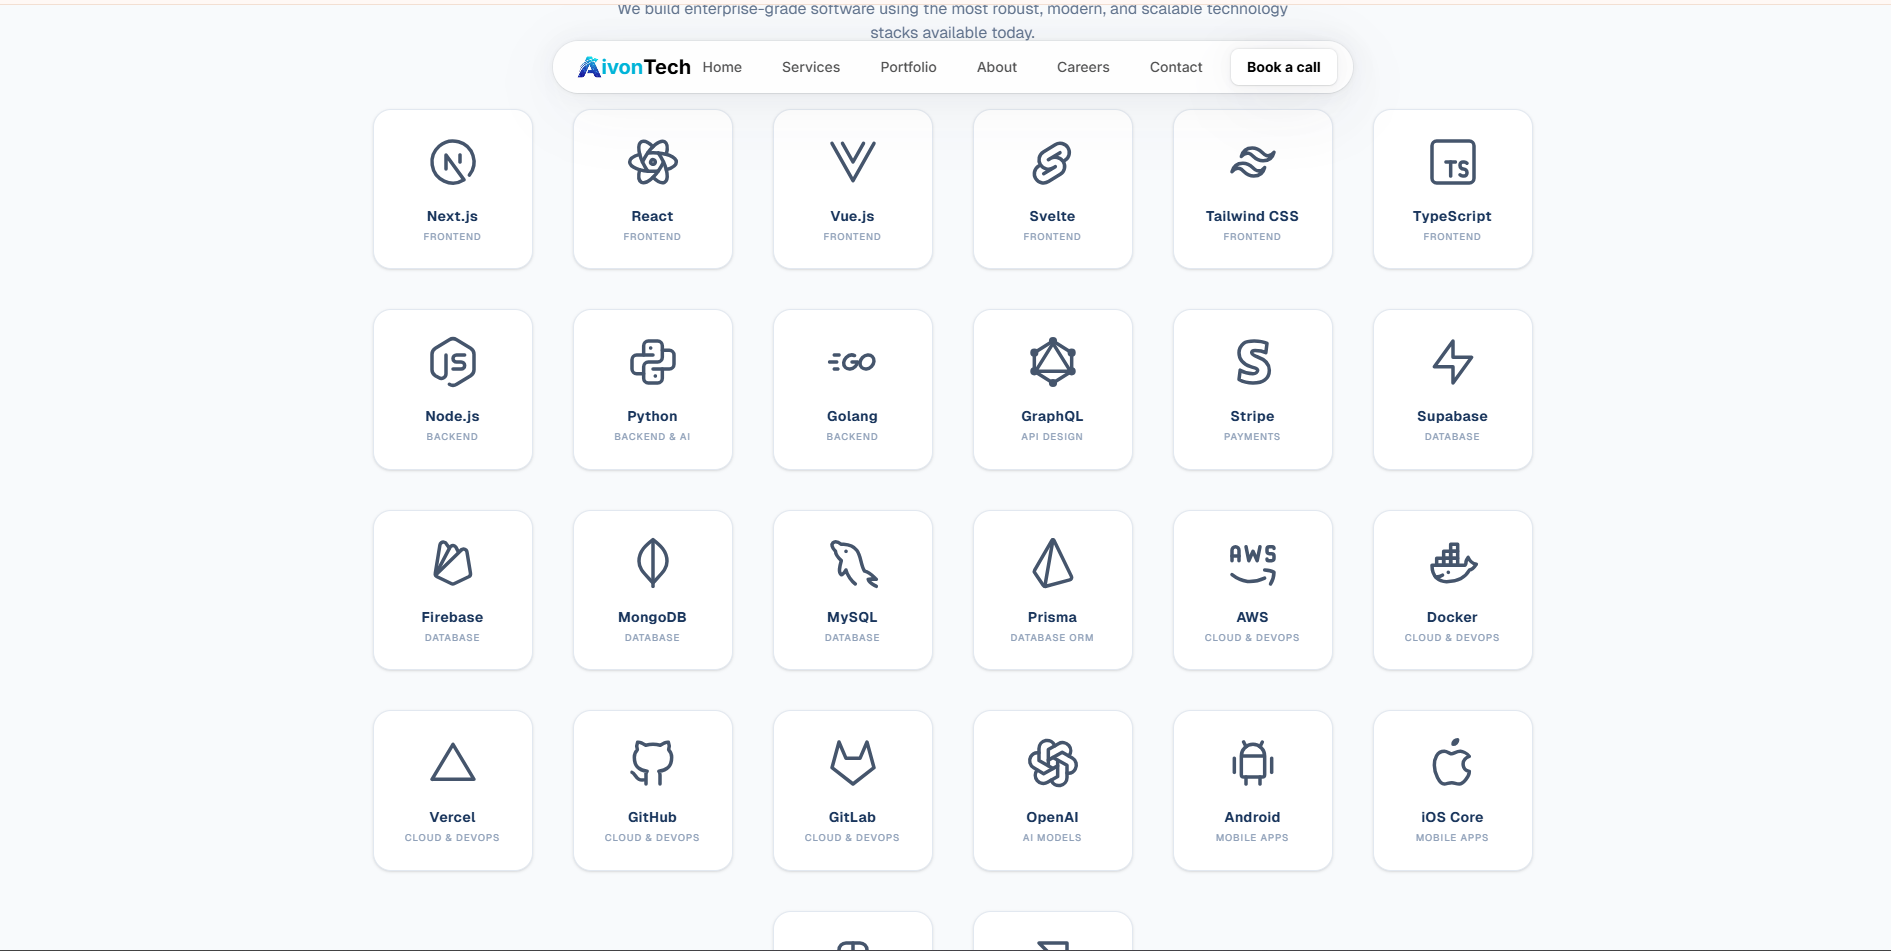 We build enterprise-grade software using the most robust, modern, and scalable technology
stacks available today.
AivonTech Home Services Portfolio About Careers Contact Book a call
Next.js
FRONTEND
React
FRONTEND
Vue.js
FRONTEND
Svelte
FRONTEND
Tailwind CSS
FRONTEND
TS
TypeScript
FRONTEND
JS
Node.js
BACKEND
Python
BACKEND & AI
GO
Golang
BACKEND
GraphQL
API DESIGN
S
Stripe
PAYMENTS
Supabase
DATABASE
Firebase
DATABASE
MongoDB
DATABASE
MySQL
DATABASE
Prisma
DATABASE ORM
AWS
AWS
CLOUD & DEVOPS
Docker
CLOUD & DEVOPS
Vercel
CLOUD & DEVOPS
GitHub
CLOUD & DEVOPS
GitLab
CLOUD & DEVOPS
OpenAI
AI MODELS
Android
MOBILE APPS
iOS Core
MOBILE APPS